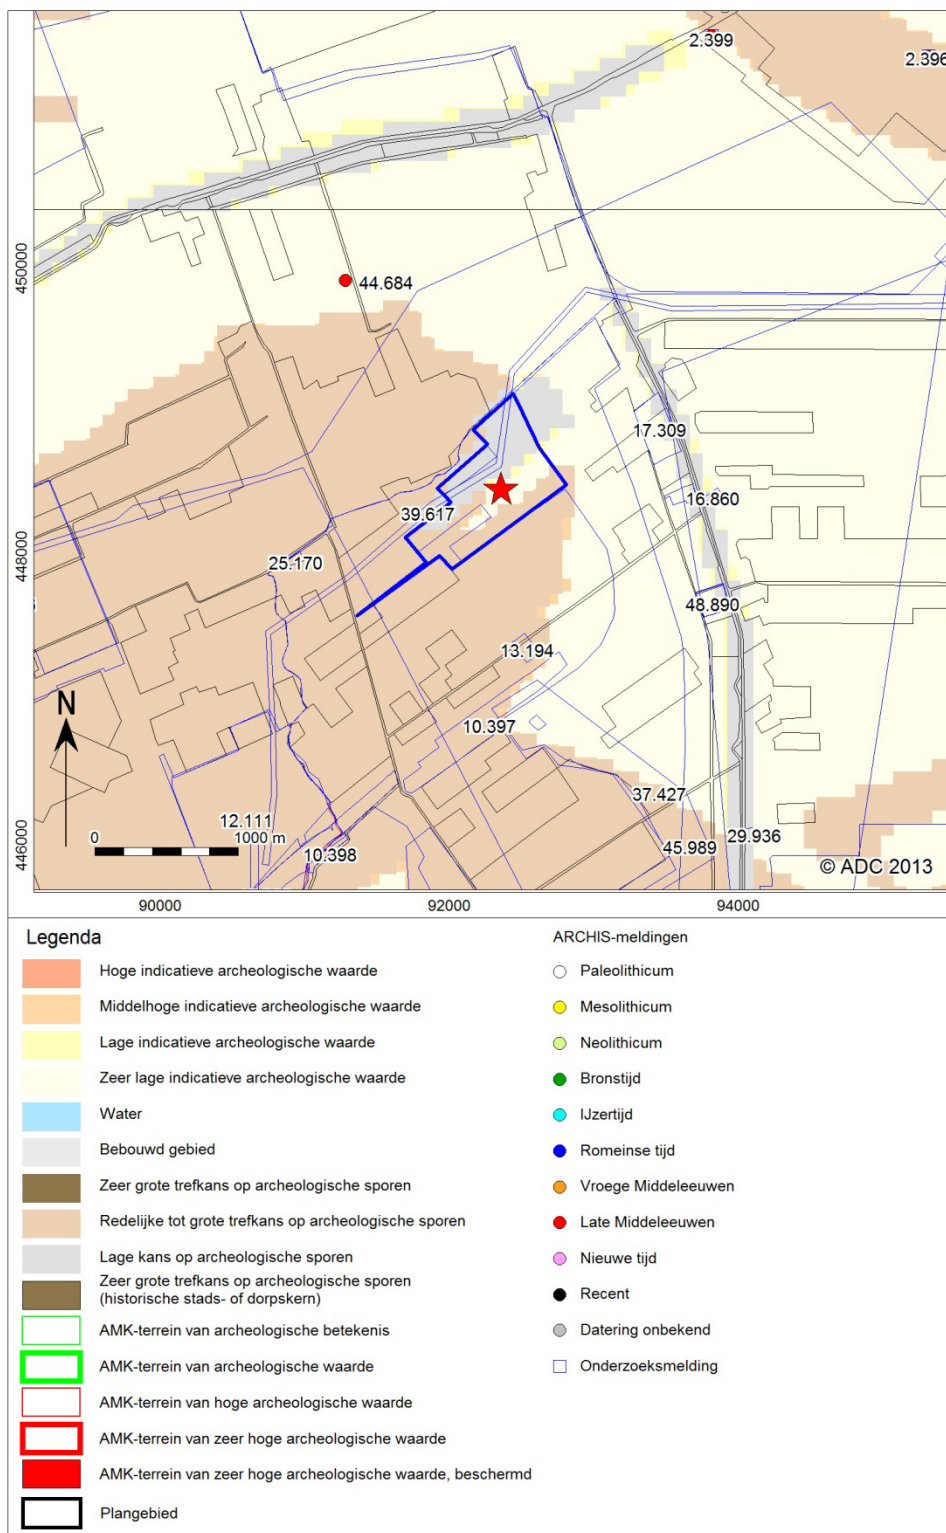 2.399
2.396
450000
44.684
17.309
16.860
39.617
448000
25.170
48.890
13.194
N
10.397
37.427
12.111
0 1000 m
446000
10.398
45.989
29.936
© ADC 2013
90000 92000 94000
Legenda
Hoge indicatieve archeologische waarde
Middelhoge indicatieve archeologische waarde
Lage indicatieve archeologische waarde
Zeer lage indicatieve archeologische waarde
Water
Bebouwd gebied
Zeer grote trefkans op archeologische sporen
Redelijke tot grote trefkans op archeologische sporen
Lage kans op archeologische sporen
Zeer grote trefkans op archeologische sporen
(historische stads- of dorpskern)
AMK-terrein van archeologische betekenis
AMK-terrein van archeologische waarde
AMK-terrein van hoge archeologische waarde
AMK-terrein van zeer hoge archeologische waarde
AMK-terrein van zeer hoge archeologische waarde, beschermd
Plangebied
ARCHIS-meldingen
Paleolithicum
Mesolithicum
Neolithicum
Bronstijd
IJzertijd
Romeinse tijd
Vroege Middeleeuwen
Late Middeleeuwen
Nieuwe tijd
Recent
Datering onbekend
Onderzoeksmelding